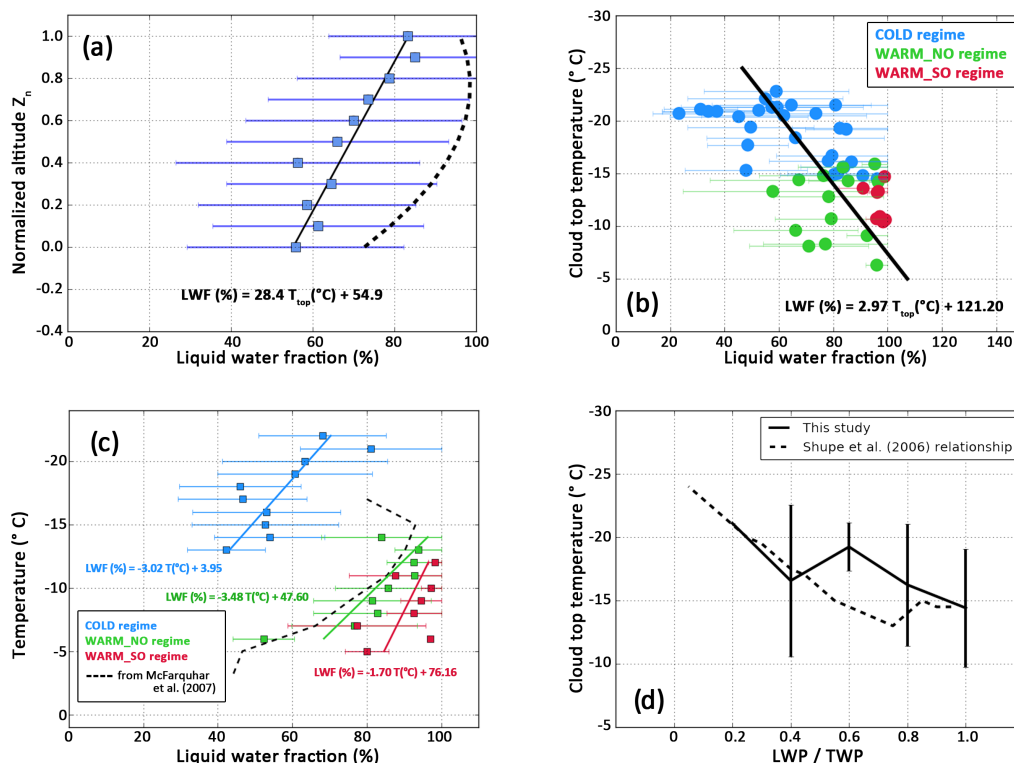 (a)
1.0
0.8
0.6
0.4
0.2
0.0
-0.2
-0.4
Normalized altitude Zn
LWF (%) = 28.4 Ttop(°C) + 54.9
0 20 40 60 80 100
Liquid water fraction (%)
-30
-25
-20
-15
-10
-5
0
Cloud top temperature (° C)
COLD regime
WARM_NO regime
WARM_SO regime
(b)
LWF (%) = 2.97 Ttop(°C) + 121.20
0 20 40 60 80 100 120 140
Liquid water fraction (%)
(c)
-20
-15
-10
-5
0
Temperature (° C)
LWF (%) = -3.02 T(°C) + 3.95
LWF (%) = -3.48 T(°C) + 47.60
COLD regime
WARM_NO regime
WARM_SO regime
from McFarquhar
et al. (2007)
LWF (%) = -1.70 T(°C) + 76.16
0 20 40 60 80 100
Liquid water fraction (%)
-30
-25
-20
-15
-10
-5
Cloud top temperature (° C)
This study
Shupe et al. (2006) relationship
(d)
0 0.2 0.4 0.6 0.8 1.0
LWP / TWP